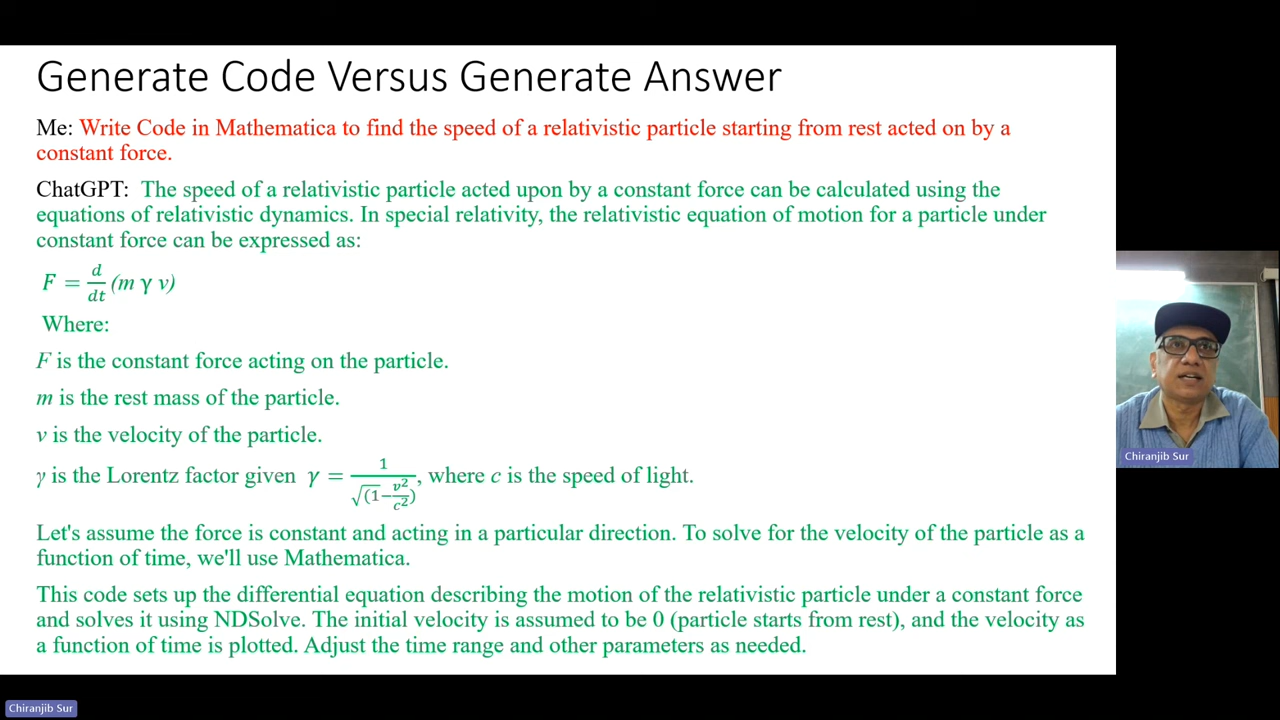 Generate Code Versus Generate Answer
Me: Write Code in Mathematica to find the speed of a relativistic particle starting from rest acted on by a
constant force.
ChatGPT: The speed of a relativistic particle acted upon by a constant force can be calculated using the
equations of relativistic dynamics. In special relativity, the relativistic equation of motion for a particle under
constant force can be expressed as:
F = d/dt (m γ v)
Where:
F is the constant force acting on the particle.
m is the rest mass of the particle.
v is the velocity of the particle.
γ is the Lorentz factor given γ = 1/√(1−v²/c²), where c is the speed of light.
Let's assume the force is constant and acting in a particular direction. To solve for the velocity of the particle as a
function of time, we'll use Mathematica.
This code sets up the differential equation describing the motion of the relativistic particle under a constant force
and solves it using NDSolve. The initial velocity is assumed to be 0 (particle starts from rest), and the velocity as
a function of time is plotted. Adjust the time range and other parameters as needed.
Chiranjib Sur
Chiranjib Sur